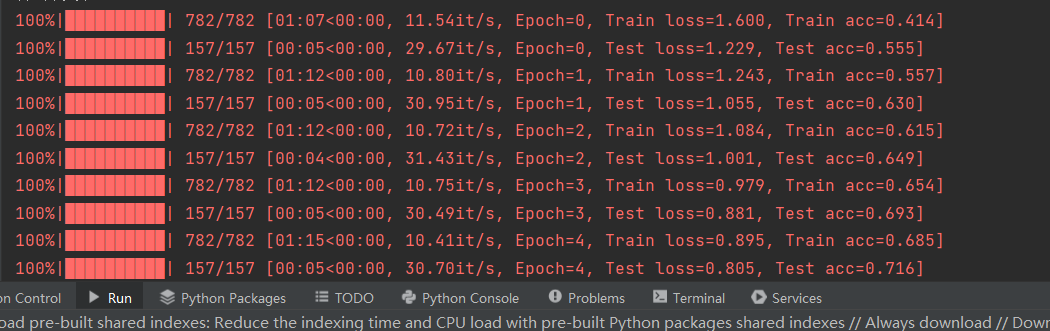 100%|██████████| 782/782 [01:07<00:00, 11.54it/s, Epoch=0, Train loss=1.600, Train acc=0.414]
100%|██████████| 157/157 [00:05<00:00, 29.67it/s, Epoch=0, Test loss=1.229, Test acc=0.555]
100%|██████████| 782/782 [01:12<00:00, 10.80it/s, Epoch=1, Train loss=1.243, Train acc=0.557]
100%|██████████| 157/157 [00:05<00:00, 30.95it/s, Epoch=1, Test loss=1.055, Test acc=0.630]
100%|██████████| 782/782 [01:12<00:00, 10.72it/s, Epoch=2, Train loss=1.084, Train acc=0.615]
100%|██████████| 157/157 [00:04<00:00, 31.43it/s, Epoch=2, Test loss=1.001, Test acc=0.649]
100%|██████████| 782/782 [01:12<00:00, 10.75it/s, Epoch=3, Train loss=0.979, Train acc=0.654]
100%|██████████| 157/157 [00:05<00:00, 30.49it/s, Epoch=3, Test loss=0.881, Test acc=0.693]
100%|██████████| 782/782 [01:15<00:00, 10.41it/s, Epoch=4, Train loss=0.895, Train acc=0.685]
100%|██████████| 157/157 [00:05<00:00, 30.70it/s, Epoch=4, Test loss=0.805, Test acc=0.716]
on Control Run Python Packages TODO Python Console Problems Terminal Services
oad pre-built shared indexes: Reduce the indexing time and CPU load with pre-built Python packages shared indexes // Always download // Down